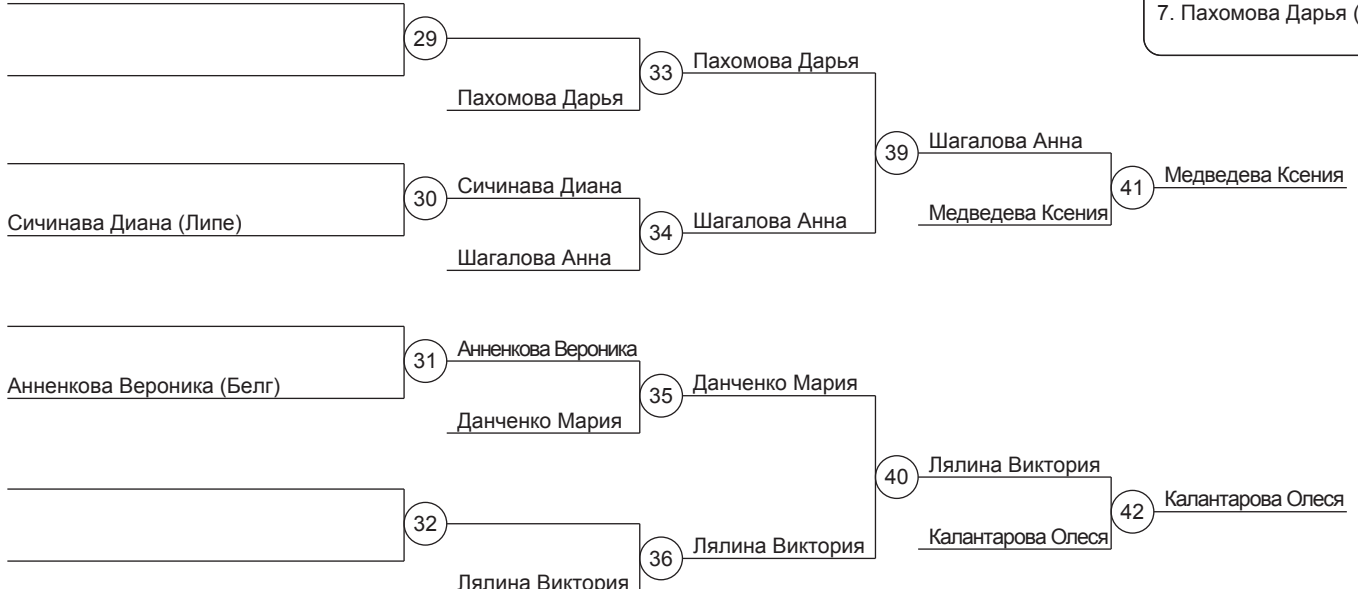 7. Пахомова Дарья (
29
33
Пахомова Дарья
Пахомова Дарья
39
Шагалова Анна
30
Сичинава Диана
41
Медведева Ксения
Сичинава Диана (Липе)
34
Шагалова Анна
Медведева Ксения
Шагалова Анна
31
Анненкова Вероника
Анненкова Вероника (Белг)
35
Данченко Мария
Данченко Мария
40
Лялина Виктория
32
42
Калантарова Олеся
36
Лялина Виктория
Калантарова Олеся
Лялина Виктория